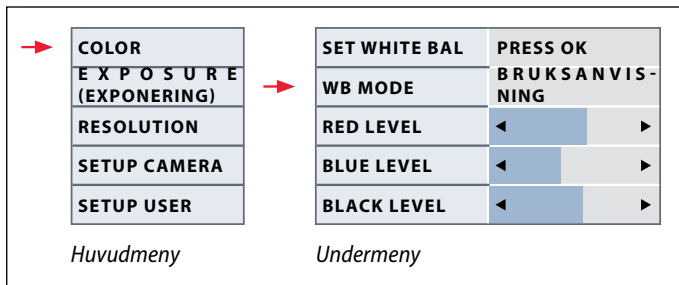 COLOR
EXPOSURE
(EXPONERING)
RESOLUTION
SETUP CAMERA
SETUP USER
Huvudmeny
SET WHITE BAL PRESS OK
WB MODE BRUKSANVIS-
NING
RED LEVEL
BLUE LEVEL
BLACK LEVEL
Undermeny